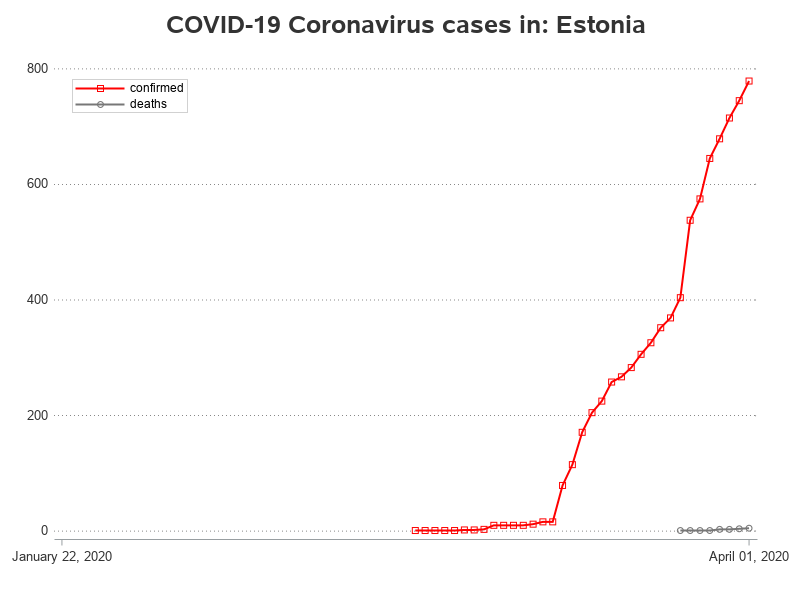 COVID-19 Coronavirus cases in: Estonia
800
confirmed
deaths
600
400
200
0
January 22, 2020
April 01, 2020